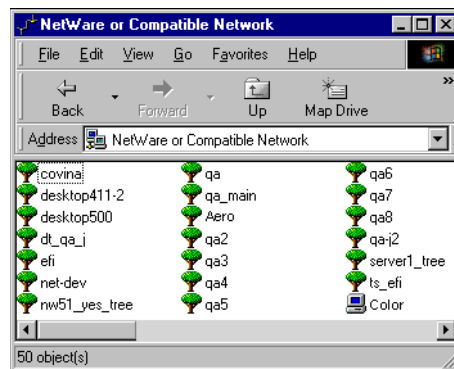 NetWare or Compatible Network
File Edit View Go Favorites Help
Back Forward Up Map Drive »
Address NetWare or Compatible Network
covina qa qa6
desktop411-2 qa_main qa7
desktop500 Aero qa8
dt_qa_j qa2 qa-j2
efi qa3 server1_tree
net-dev qa4 ts_efi
nw51_yes_tree qa5 Color
50 object(s)